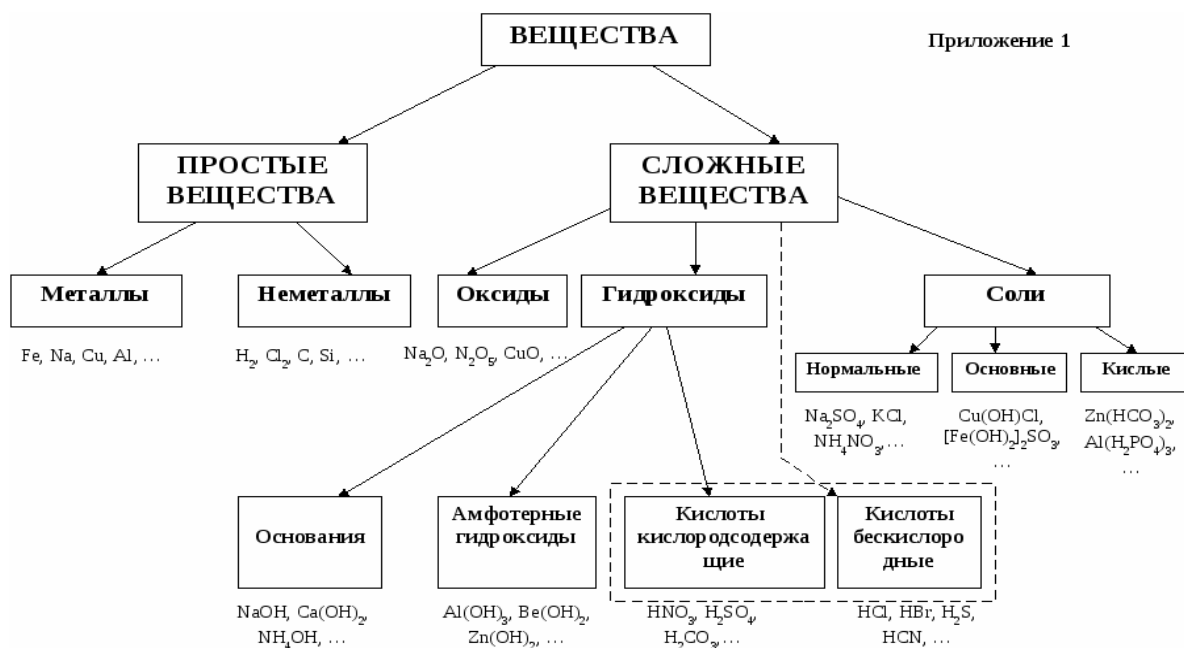 ВЕЩЕСТВА
Приложение 1
ПРОСТЫЕ
ВЕЩЕСТВА
СЛОЖНЫЕ
ВЕЩЕСТВА
Металлы
Неметаллы
Оксиды
Гидроксиды
Соли
Fe, Na, Cu, Al, …
H₂, Cl₂, C, Si, …
Na₂O, N₂O₅, CuO, …
Нормальные
Основные
Кислые
Na₂SO₄, KCl,
NH₄NO₃,…
Cu(OH)Cl,
[Fe(OH)₂]₂SO₃,
…
Zn(HCO₃)₂,
Al(H₂PO₄)₃,
…
Основания
Амфотерные
гидроксиды
Кислоты
кислородсодержа
щие
Кислоты
бескислоро
дные
NaOH, Ca(OH)₂,
NH₄OH, …
Al(OH)₃, Be(OH)₂,
Zn(OH)₂, …
HNO₃, H₂SO₄,
H₂CO₃,…
HCl, HBr, H₂S,
HCN, …